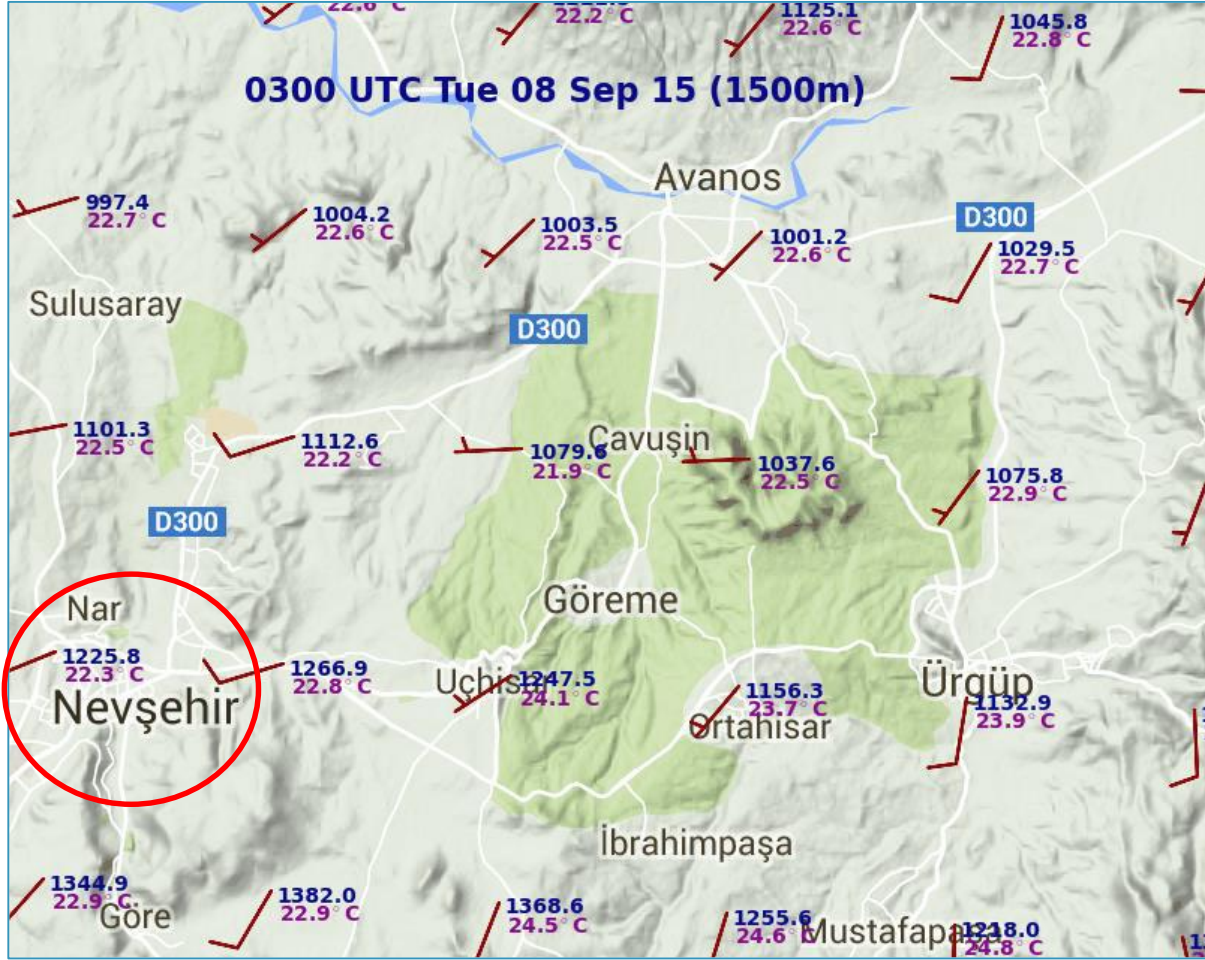 22.6°C
22.2°C
1125.1
22.6°C
1045.8
22.8°C
0300 UTC Tue 08 Sep 15 (1500m)
Avanos
997.4
22.7°C
1004.2
22.6°C
1003.5
22.5°C
1001.2
22.6°C
D300
1029.5
22.7°C
Sulusaray
D300
1101.3
22.5°C
1112.6
22.2°C
1079.6
21.9°C
Çavuşin
1037.6
22.5°C
1075.8
22.9°C
D300
Nar
Göreme
1225.8
22.3°C
1266.9
22.8°C
Uçhisar
1247.5
24.1°C
1156.3
23.7°C
Ürgüp
1132.9
23.9°C
Nevşehir
Ortahisar
İbrahimpaşa
1344.9
22.9°C
Göre
1382.0
22.9°C
1368.6
24.5°C
1255.6
24.6°C
Mustafapaşa
1218.0
24.8°C